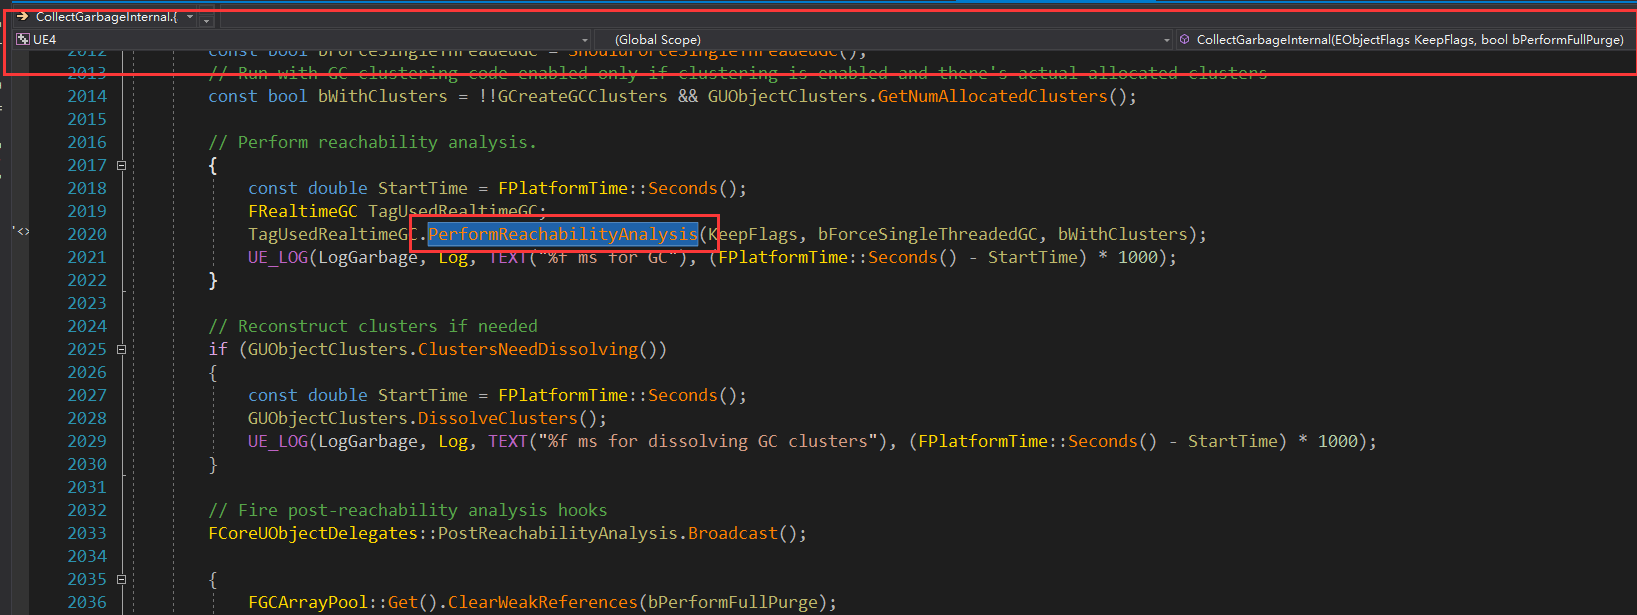 CollectGarbageInternal.{
UE4 (Global Scope) CollectGarbageInternal(EObjectFlags KeepFlags, bool bPerformFullPurge)
2012 const bool bForceSingleThreadedGC = ShouldForceSingleThreadedGC();
2013 // Run with GC clustering code enabled only if clustering is enabled and there's actual allocated clusters
2014 const bool bWithClusters = !!GCreateGCClusters && GUObjectClusters.GetNumAllocatedClusters();
2015
2016 // Perform reachability analysis.
2017 {
2018 const double StartTime = FPlatformTime::Seconds();
2019 FRealtimeGC TagUsedRealtimeGC;
2020 TagUsedRealtimeGC.PerformReachabilityAnalysis(KeepFlags, bForceSingleThreadedGC, bWithClusters);
2021 UE_LOG(LogGarbage, Log, TEXT("%f ms for GC"), (FPlatformTime::Seconds() - StartTime) * 1000);
2022 }
2023
2024 // Reconstruct clusters if needed
2025 if (GUObjectClusters.ClustersNeedDissolving())
2026 {
2027 const double StartTime = FPlatformTime::Seconds();
2028 GUObjectClusters.DissolveClusters();
2029 UE_LOG(LogGarbage, Log, TEXT("%f ms for dissolving GC clusters"), (FPlatformTime::Seconds() - StartTime) * 1000);
2030 }
2031
2032 // Fire post-reachability analysis hooks
2033 FCoreUObjectDelegates::PostReachabilityAnalysis.Broadcast();
2034
2035 {
2036 FGCArrayPool::Get().ClearWeakReferences(bPerformFullPurge);